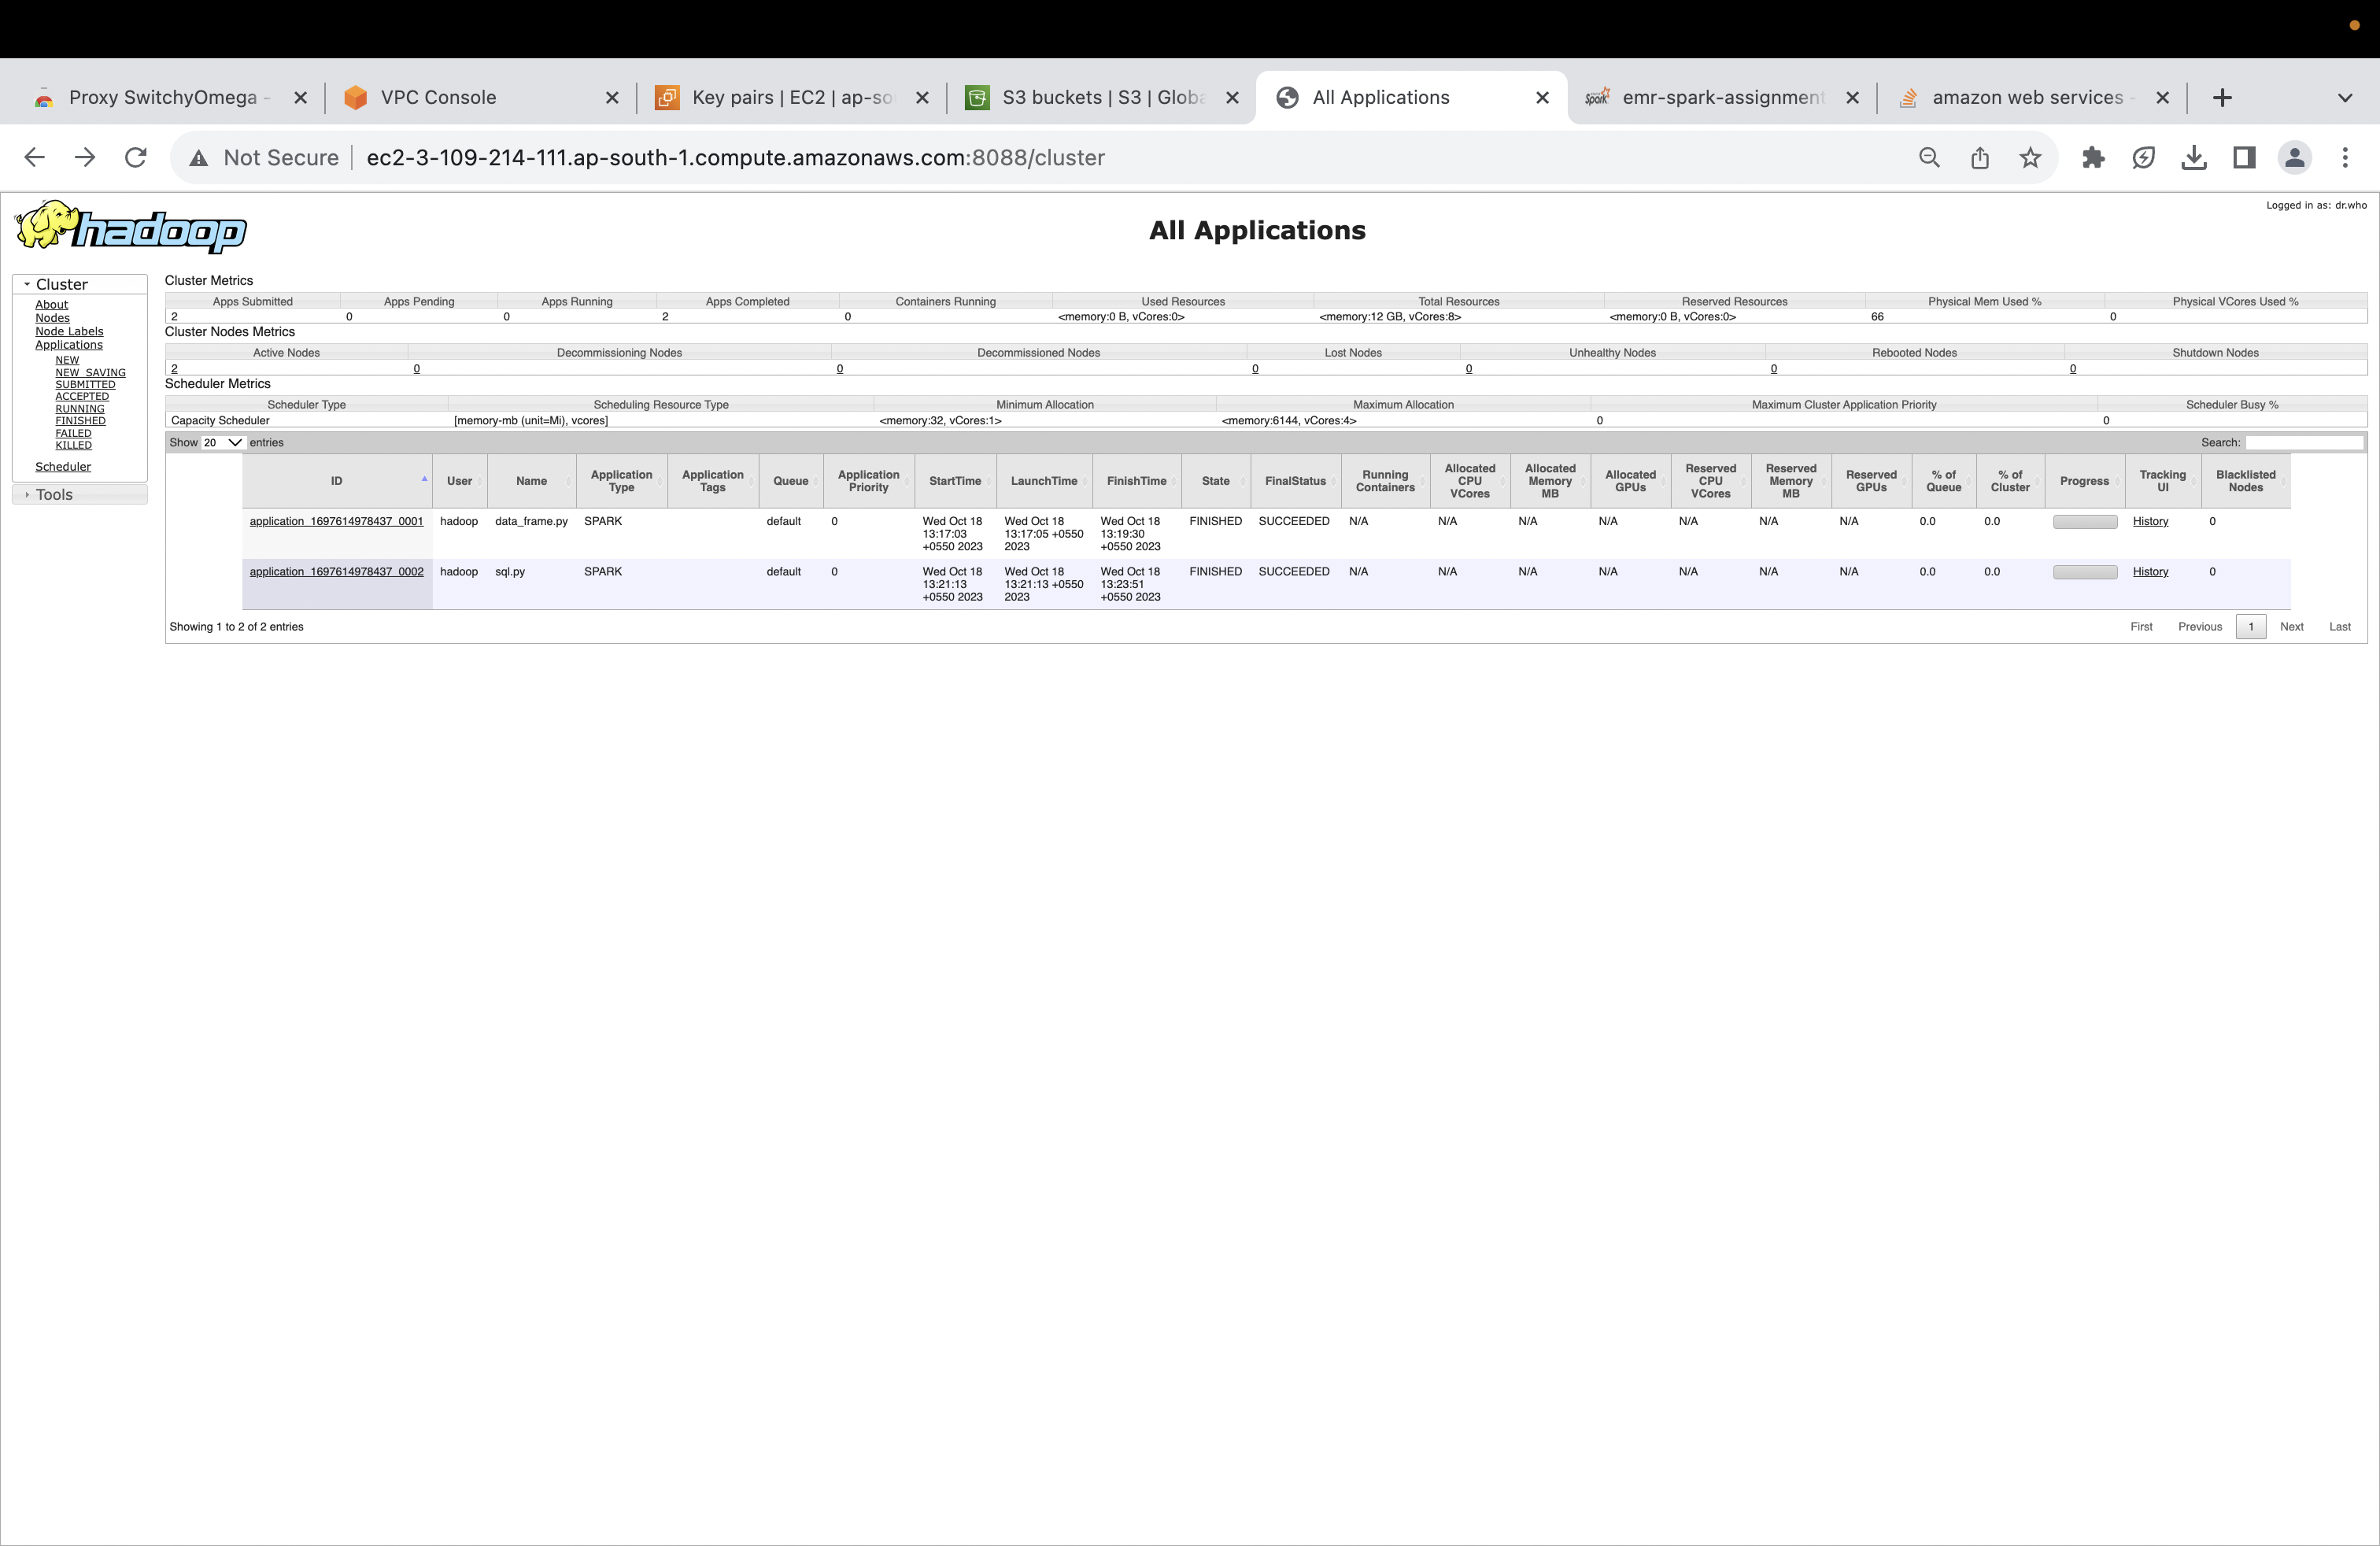 Proxy SwitchyOmega -
VPC Console
Key pairs | EC2 | ap-so
S3 buckets | S3 | Globa
All Applications
emr-spark-assignment
amazon web services -
Not Secure
ec2-3-109-214-111.ap-south-1.compute.amazonaws.com:8088/cluster
hadoop
All Applications
Logged in as: dr.who
Cluster
About
Nodes
Node Labels
Applications
NEW
NEW_SAVING
SUBMITTED
ACCEPTED
RUNNING
FINISHED
FAILED
KILLED
Scheduler
Tools
Cluster Metrics
Apps Submitted Apps Pending Apps Running Apps Completed Containers Running Used Resources Total Resources Reserved Resources Physical Mem Used % Physical VCores Used %
2 0 0 2 0 <memory:0 B, vCores:0> <memory:12 GB, vCores:8> <memory:0 B, vCores:0> 66 0
Cluster Nodes Metrics
Active Nodes Decommissioning Nodes Decommissioned Nodes Lost Nodes Unhealthy Nodes Rebooted Nodes Shutdown Nodes
2 0 0 0 0 0 0
Scheduler Metrics
Scheduler Type Scheduling Resource Type Minimum Allocation Maximum Allocation Maximum Cluster Application Priority Scheduler Busy %
Capacity Scheduler [memory-mb (unit=Mi), vcores] <memory:32, vCores:1> <memory:6144, vCores:4> 0 0
Show 20 entries Search:
ID User Name Application Type Application Tags Queue Application Priority StartTime LaunchTime FinishTime State FinalStatus Running Containers Allocated CPU VCores Allocated Memory MB Allocated GPUs Reserved CPU VCores Reserved Memory MB Reserved GPUs % of Queue % of Cluster Progress Tracking UI Blacklisted Nodes
application_1697614978437_0001 hadoop data_frame.py SPARK default 0 Wed Oct 18 13:17:03 +0550 2023 Wed Oct 18 13:17:05 +0550 2023 Wed Oct 18 13:19:30 +0550 2023 FINISHED SUCCEEDED N/A N/A N/A N/A N/A N/A N/A 0.0 0.0 History 0
application_1697614978437_0002 hadoop sql.py SPARK default 0 Wed Oct 18 13:21:13 +0550 2023 Wed Oct 18 13:21:13 +0550 2023 Wed Oct 18 13:23:51 +0550 2023 FINISHED SUCCEEDED N/A N/A N/A N/A N/A N/A N/A 0.0 0.0 History 0
Showing 1 to 2 of 2 entries
First Previous 1 Next Last